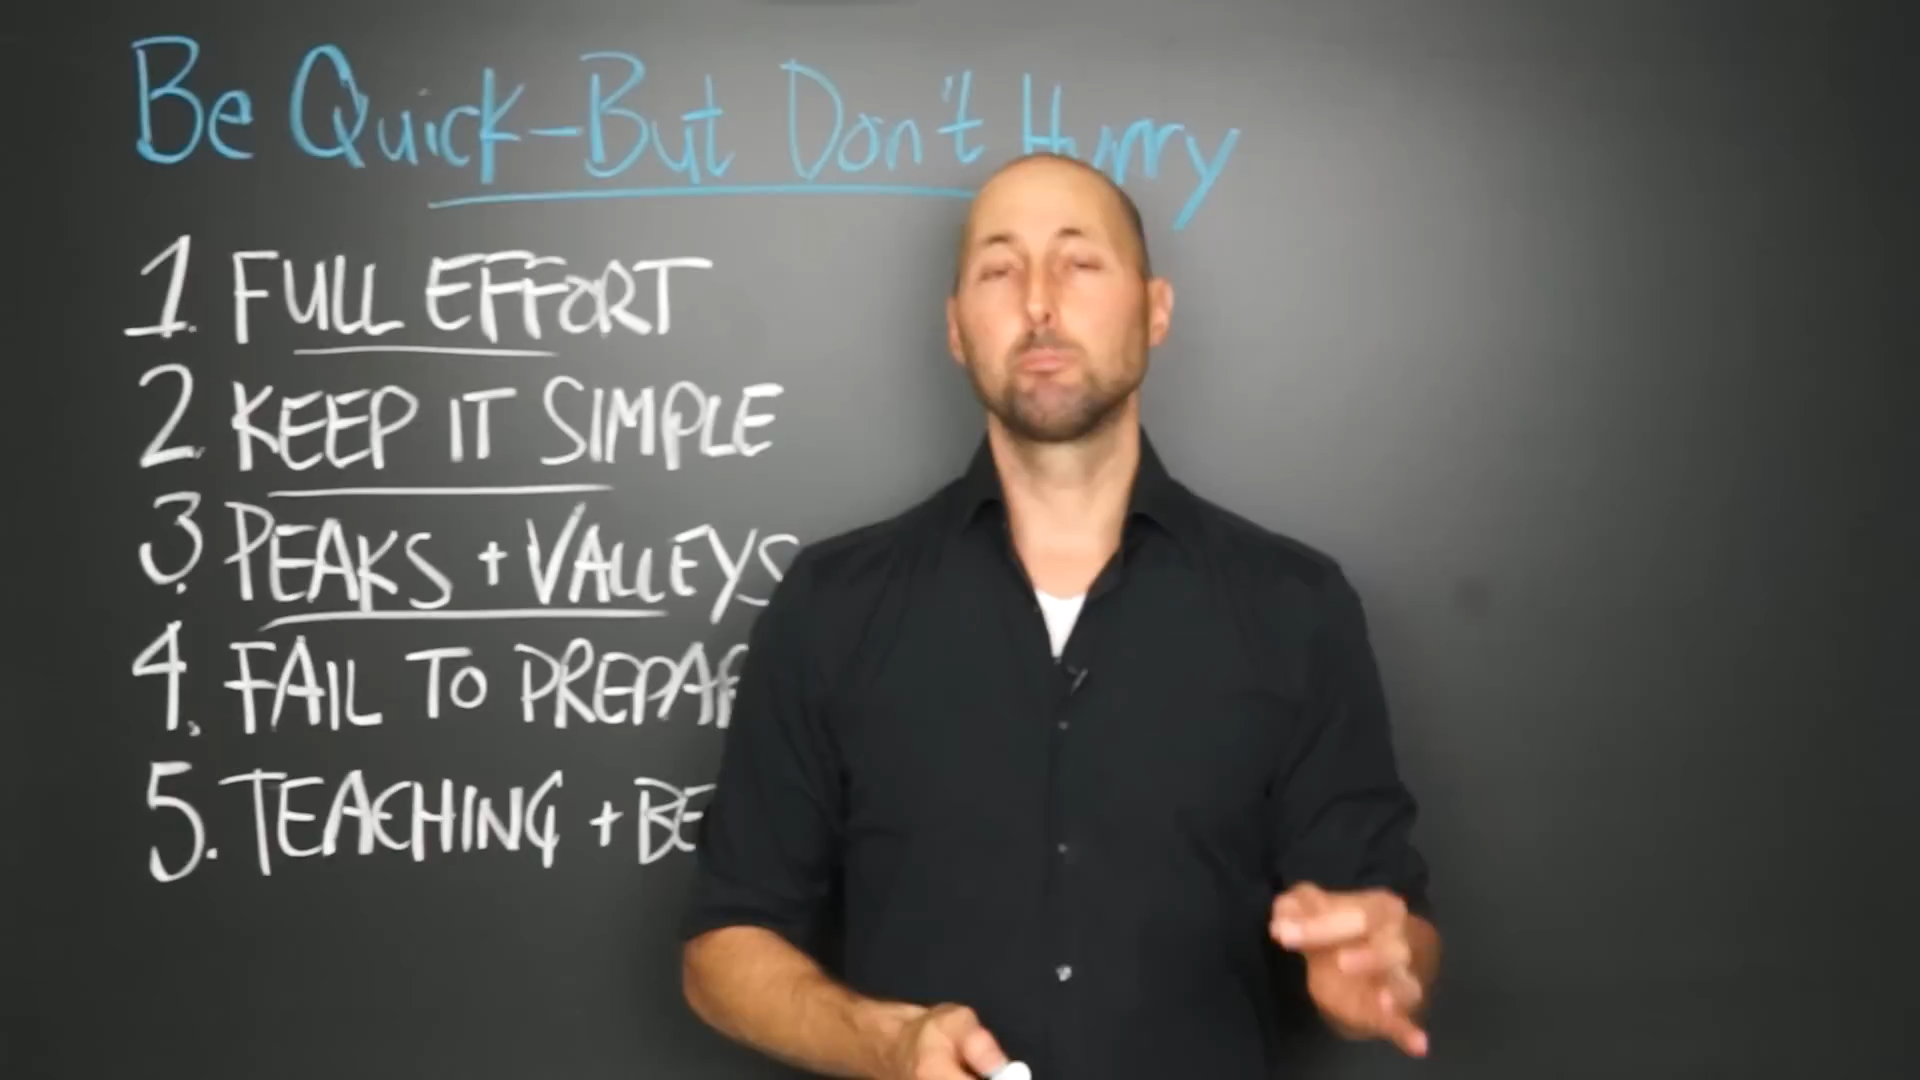 Be Quick-But Don't Hurry
1. FULL EFFORT
2. KEEP IT SIMPLE
3. PEAKS + VALLEYS
4. FAIL TO
5. TEACHING +